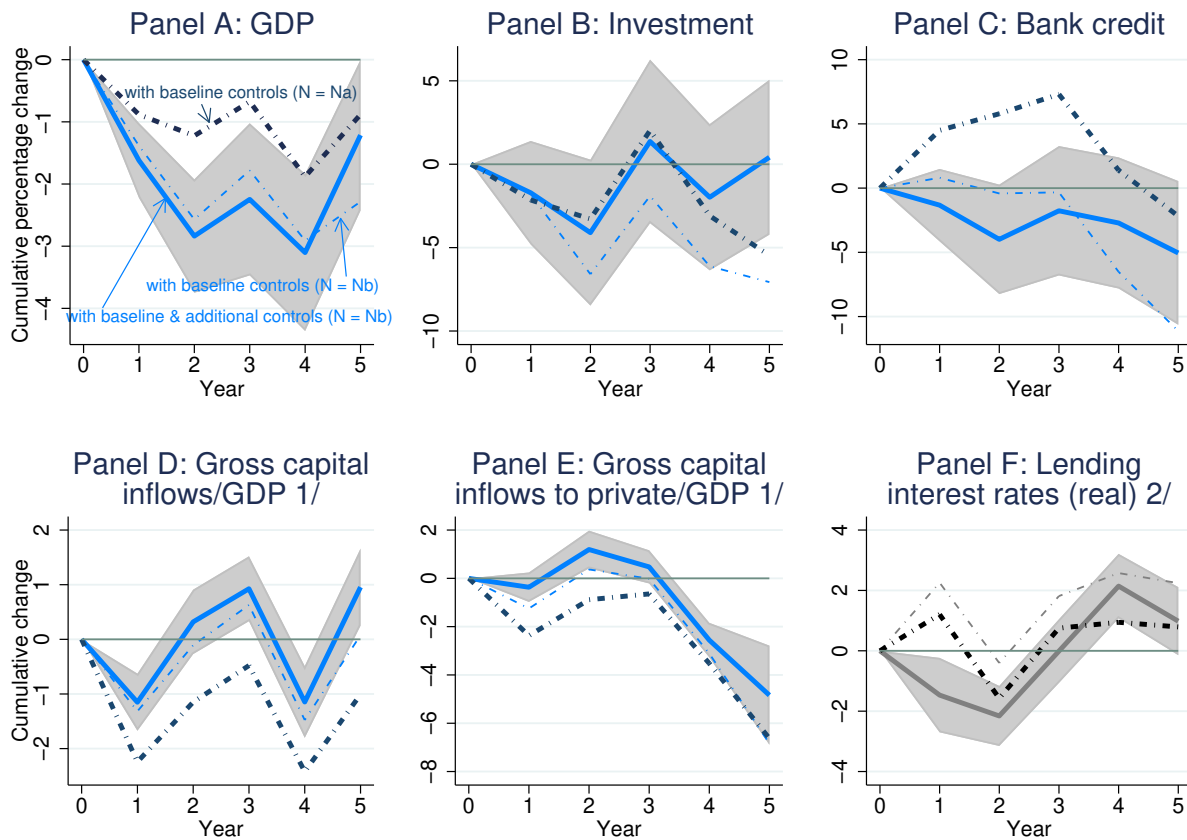 Panel A: GDP
Cumulative percentage change
0
−1
−2
−3
−4
with baseline controls (N = Na)
with baseline controls (N = Nb)
with baseline & additional controls (N = Nb)
0 1 2 3 4 5
Year
Panel B: Investment
5
0
−5
−10
0 1 2 3 4 5
Year
Panel C: Bank credit
10
5
0
−5
−10
0 1 2 3 4 5
Year
Panel D: Gross capital
inflows/GDP 1/
Cumulative change
2
1
0
−1
−2
0 1 2 3 4 5
Year
Panel E: Gross capital
inflows to private/GDP 1/
2
0
−2
−4
−6
−8
0 1 2 3 4 5
Year
Panel F: Lending
interest rates (real) 2/
4
2
0
−2
−4
0 1 2 3 4 5
Year